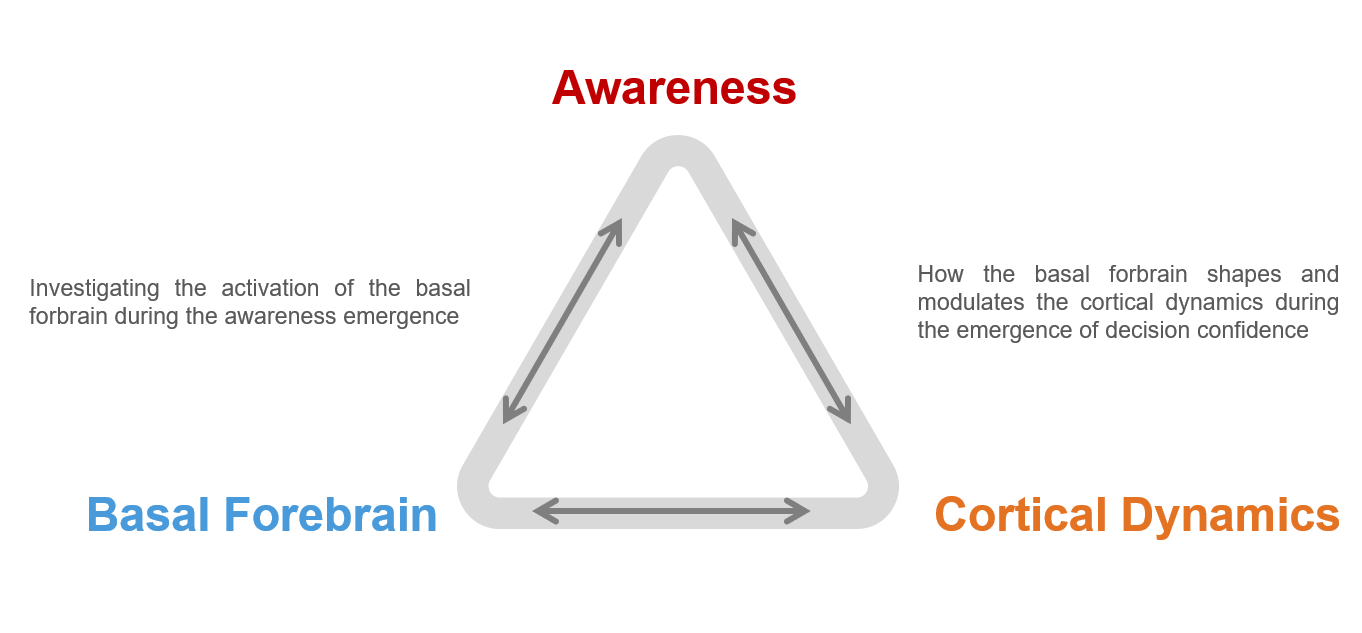 Awareness
Investigating the activation of the basal
forbrain during the awareness emergence
How the basal forbrain shapes and
modulates the cortical dynamics during
the emergence of decision confidence
Basal Forebrain
Cortical Dynamics